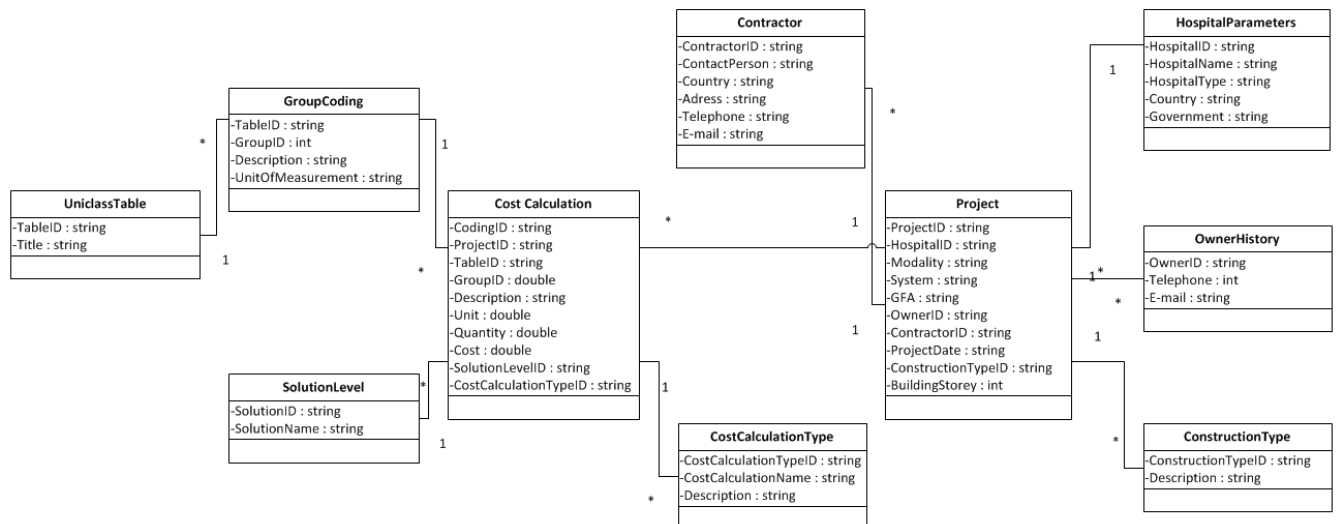 Contractor
-ContractorID : string
-ContactPerson : string
-Country : string
-Adress : string
-Telephone : string
-E-mail : string
HospitalParameters
-HospitalID : string
-HospitalName : string
-HospitalType : string
-Country : string
-Government : string
1
*
GroupCoding
-TableID : string
-GroupID : int
-Description : string
-UnitOfMeasurement : string
*
1
UniclassTable
-TableID : string
-Title : string
1
*
Cost Calculation
-CodingID : string
-ProjectID : string
-TableID : string
-GroupID : double
-Description : string
-Unit : double
-Quantity : double
-Cost : double
-SolutionLevelID : string
-CostCalculationTypeID : string
*
1
1
Project
-ProjectID : string
-HospitalID : string
-Modality : string
-System : string
-GFA : string
-OwnerID : string
-ContractorID : string
-ProjectDate : string
-ConstructionTypeID : string
-BuildingStorey : int
OwnerHistory
-OwnerID : string
-Telephone : int
-E-mail : string
1
*
*
1
SolutionLevel
-SolutionID : string
-SolutionName : string
*
1
1
CostCalculationType
-CostCalculationTypeID : string
-CostCalculationName : string
-Description : string
*
ConstructionType
-ConstructionTypeID : string
-Description : string
*